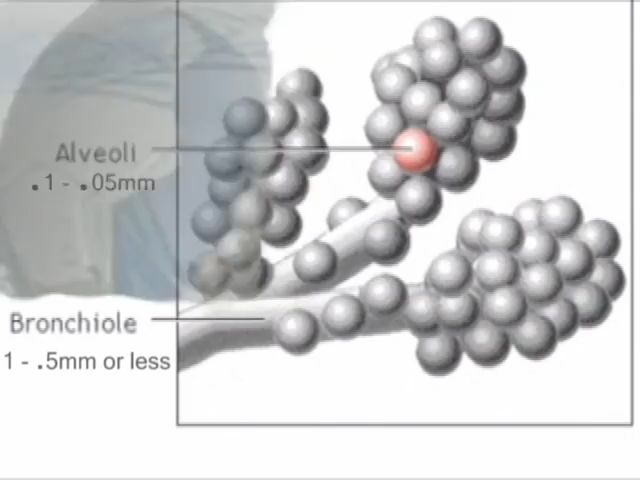 Alveoli
.1 - .05mm
Bronchiole
1 - .5mm or less